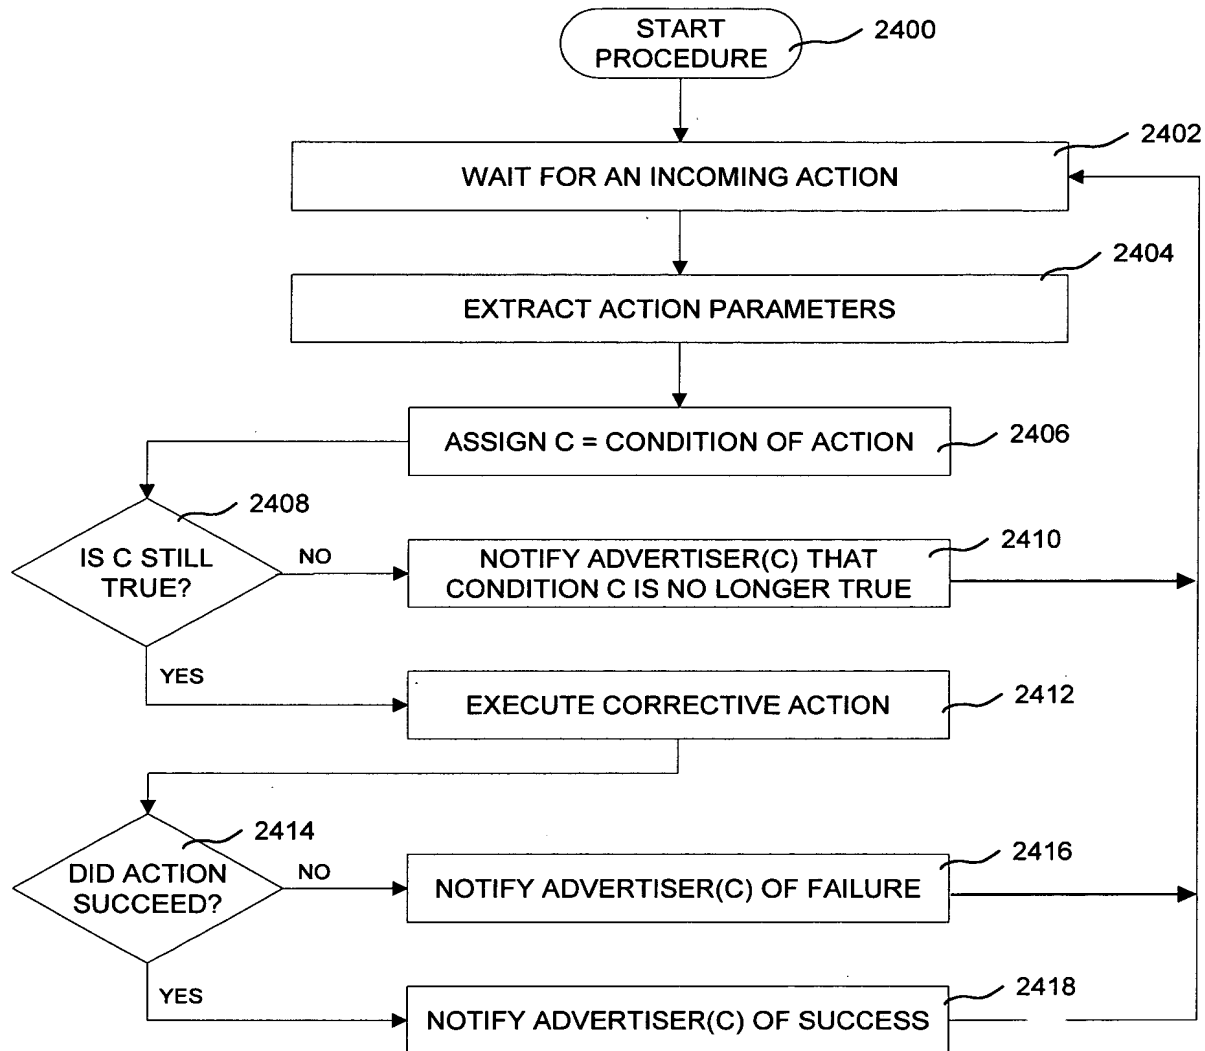 START
PROCEDURE
2400
2402
WAIT FOR AN INCOMING ACTION
2404
EXTRACT ACTION PARAMETERS
ASSIGN C = CONDITION OF ACTION
2406
2408
IS C STILL
TRUE?
NO
NOTIFY ADVERTISER(C) THAT
CONDITION C IS NO LONGER TRUE
2410
YES
EXECUTE CORRECTIVE ACTION
2412
2414
DID ACTION
SUCCEED?
NO
NOTIFY ADVERTISER(C) OF FAILURE
2416
YES
NOTIFY ADVERTISER(C) OF SUCCESS
2418